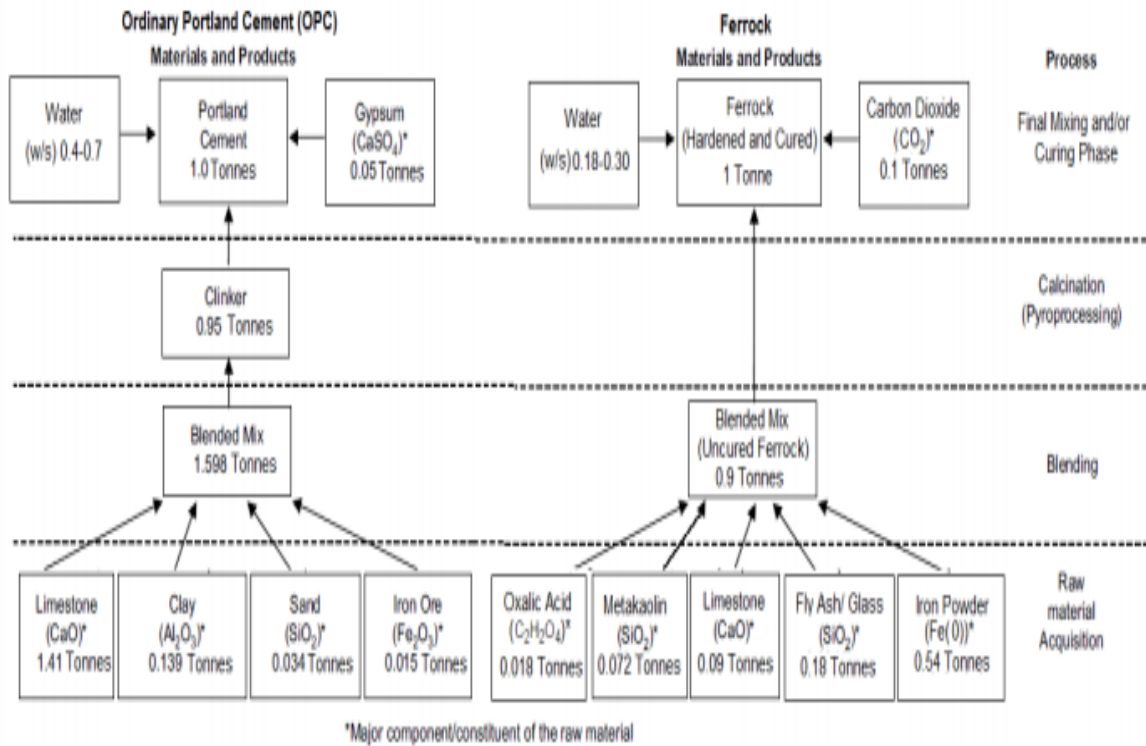 Ordinary Portland Cement (OPC)
Materials and Products
Ferrock
Materials and Products
Process
Water
(w/s) 0.4-0.7
Portland
Cement
1.0 Tonnes
Gypsum
(CaSO₄)*
0.05 Tonnes
Water
(w/s) 0.18-0.30
Ferrock
(Hardened and Cured)
1 Tonne
Carbon Dioxide
(CO₂)*
0.1 Tonnes
Final Mixing and/or
Curing Phase
Clinker
0.95 Tonnes
Calcination
(Pyroprocessing)
Blended Mix
1.598 Tonnes
Blended Mix
(Uncured Ferrock)
0.9 Tonnes
Blending
Limestone
(CaO)*
1.41 Tonnes
Clay
(Al₂O₃)*
0.139 Tonnes
Sand
(SiO₂)*
0.034 Tonnes
Iron Ore
(Fe₂O₃)*
0.015 Tonnes
Oxalic Acid
(C₂H₂O₄)*
0.018 Tonnes
Metakaolin
(SiO₂)*
0.072 Tonnes
Limestone
(CaO)*
0.09 Tonnes
Fly Ash/ Glass
(SiO₂)*
0.18 Tonnes
Iron Powder
(Fe(0))*
0.54 Tonnes
Raw
material
Acquisition
*Major component/constituent of the raw material